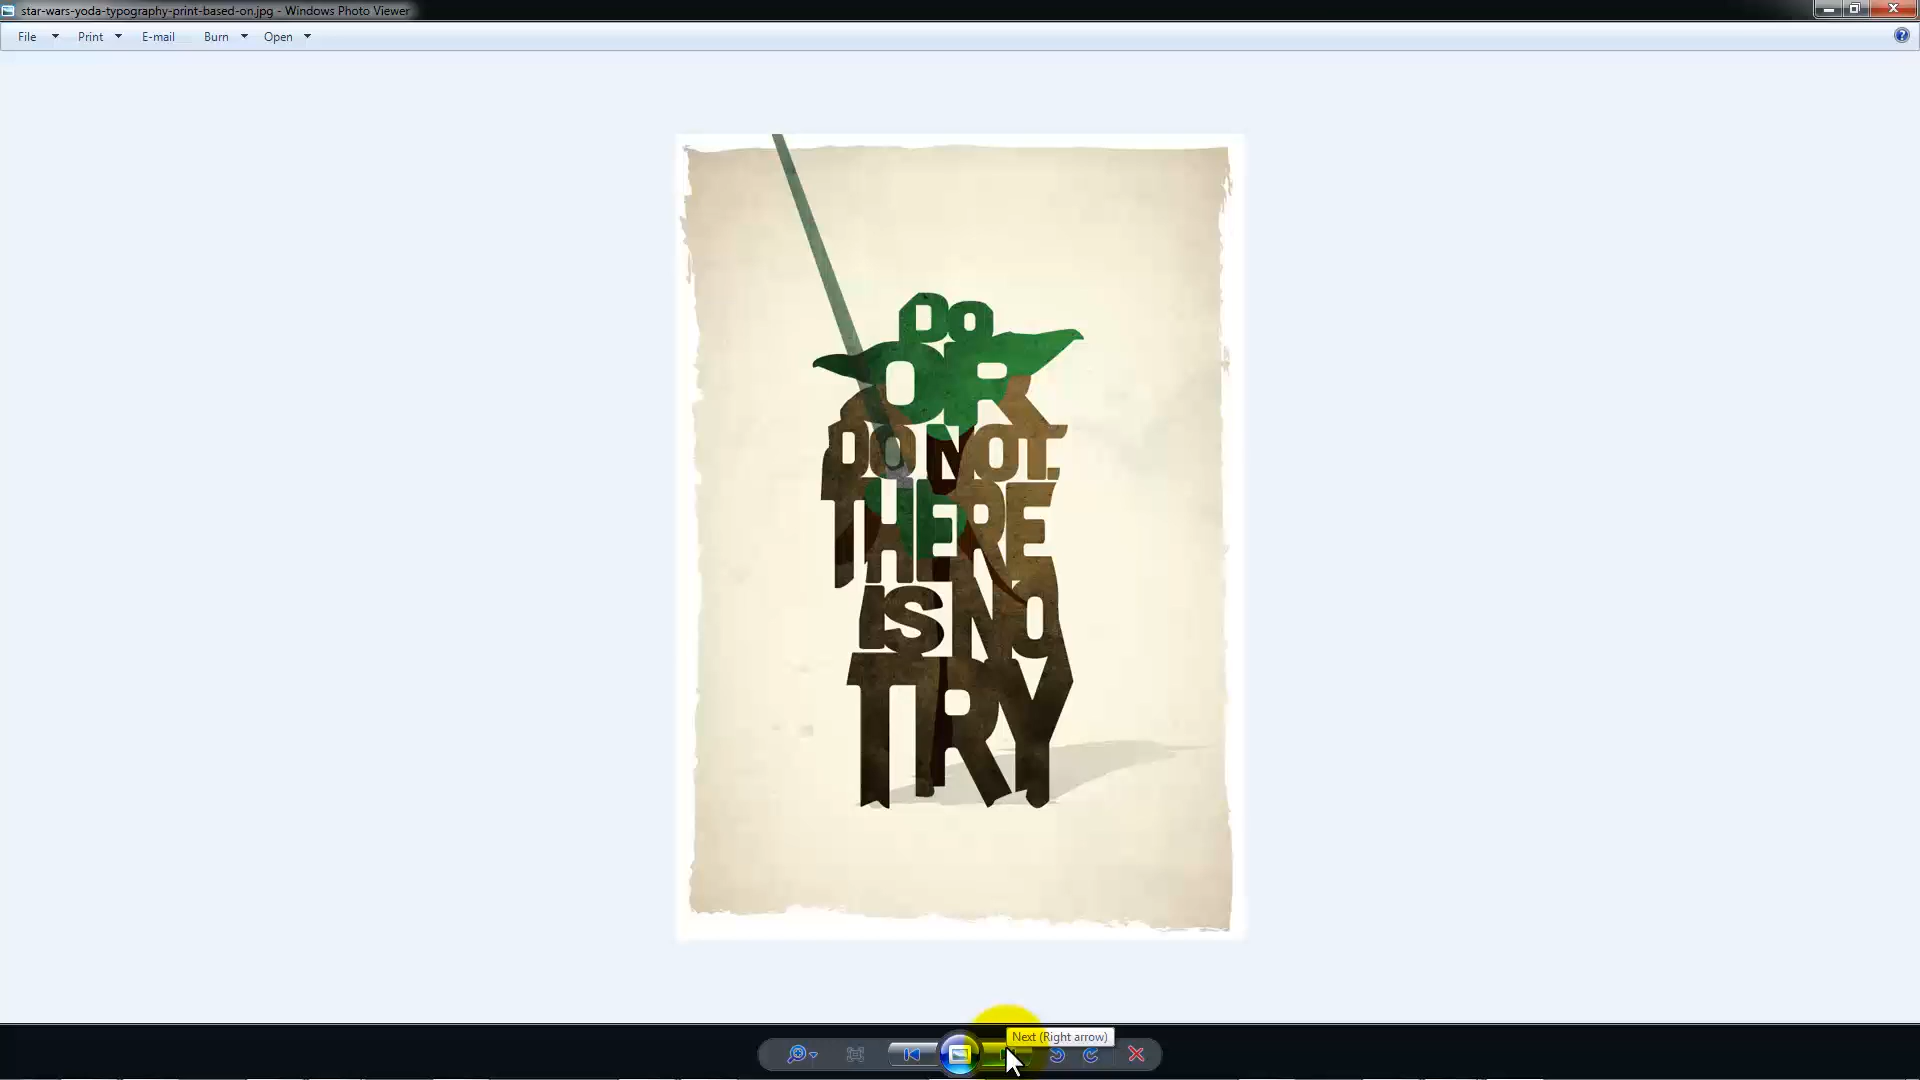 star-wars-yoda-typography-print-based-on.jpg - Windows Photo Viewer
File Print E-mail Burn Open
Do
OR
DO NOT.
THERE
IS NO
TRY
Next (Right arrow)